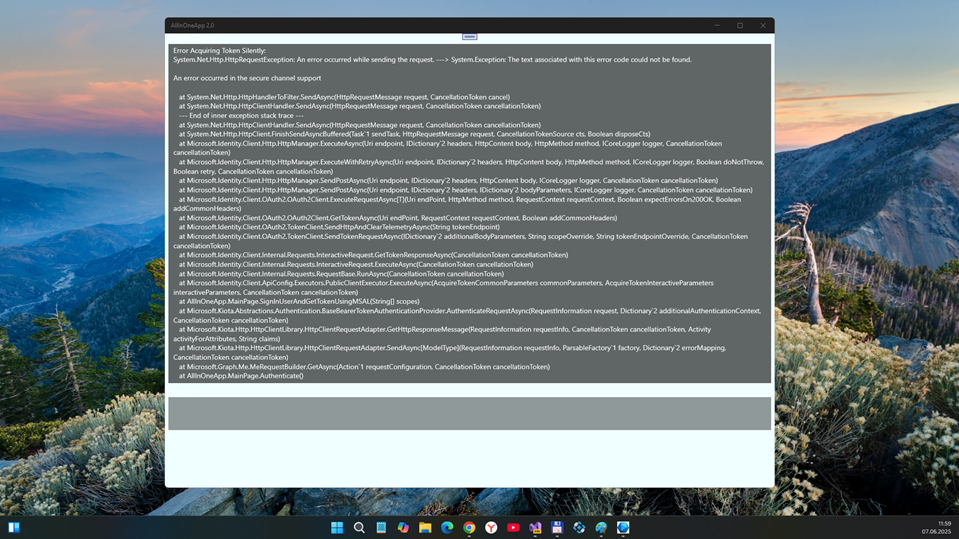 AllInOneApp 2.0
Error Acquiring Token Silently:
System.Net.Http.HttpRequestException: An error occurred while sending the request. ---> System.Exception: The text associated with this error code could not be found.
An error occurred in the secure channel support
at System.Net.Http.HttpHandlerToFilter.SendAsync(HttpRequestMessage request, CancellationToken cancel)
at System.Net.Http.HttpClientHandler.SendAsync(HttpRequestMessage request, CancellationToken cancellationToken)
--- End of inner exception stack trace ---
at System.Net.Http.HttpClientHandler.SendAsync(HttpRequestMessage request, CancellationToken cancellationToken)
at System.Net.Http.HttpClient.FinishSendAsyncBuffered(Task`1 sendTask, HttpRequestMessage request, CancellationTokenSource cts, Boolean disposeCts)
at Microsoft.Identity.Client.Http.HttpManager.ExecuteAsync(Uri endpoint, IDictionary`2 headers, HttpContent body, HttpMethod method, ICoreLogger logger, CancellationToken
cancellationToken)
at Microsoft.Identity.Client.Http.HttpManager.ExecuteWithRetryAsync(Uri endpoint, IDictionary`2 headers, HttpContent body, HttpMethod method, ICoreLogger logger, Boolean doNotThrow,
Boolean retry, CancellationToken cancellationToken)
at Microsoft.Identity.Client.Http.HttpManager.SendPostAsync(Uri endpoint, IDictionary`2 headers, HttpContent body, ICoreLogger logger, CancellationToken cancellationToken)
at Microsoft.Identity.Client.Http.HttpManager.SendPostAsync(Uri endpoint, IDictionary`2 headers, IDictionary`2 bodyParameters, ICoreLogger logger, CancellationToken cancellationToken)
at Microsoft.Identity.Client.OAuth2.OAuth2Client.ExecuteRequestAsync[T](Uri endPoint, HttpMethod method, RequestContext requestContext, Boolean expectErrorsOn200OK, Boolean
addCommonHeaders)
at Microsoft.Identity.Client.OAuth2.OAuth2Client.GetTokenAsync(Uri endPoint, RequestContext requestContext, Boolean addCommonHeaders)
at Microsoft.Identity.Client.OAuth2.TokenClient.SendHttpAndClearTelemetryAsync(String tokenEndpoint)
at Microsoft.Identity.Client.OAuth2.TokenClient.SendTokenRequestAsync(IDictionary`2 additionalBodyParameters, String scopeOverride, String tokenEndpointOverride, CancellationToken
cancellationToken)
at Microsoft.Identity.Client.Internal.Requests.InteractiveRequest.GetTokenResponseAsync(CancellationToken cancellationToken)
at Microsoft.Identity.Client.Internal.Requests.InteractiveRequest.ExecuteAsync(CancellationToken cancellationToken)
at Microsoft.Identity.Client.Internal.Requests.RequestBase.RunAsync(CancellationToken cancellationToken)
at Microsoft.Identity.Client.ApiConfig.Executors.PublicClientExecutor.ExecuteAsync(AcquireTokenCommonParameters commonParameters, AcquireTokenInteractiveParameters
interactiveParameters, CancellationToken cancellationToken)
at AllInOneApp.MainPage.SignInUserAndGetTokenUsingMSAL(String[] scopes)
at Microsoft.Kiota.Abstractions.Authentication.BaseBearerTokenAuthenticationProvider.AuthenticateRequestAsync(RequestInformation request, Dictionary`2 additionalAuthenticationContext,
CancellationToken cancellationToken)
at Microsoft.Kiota.Http.HttpClientLibrary.HttpClientRequestAdapter.GetHttpResponseMessage(RequestInformation requestInfo, CancellationToken cancellationToken, Activity
activityForAttributes, String claims)
at Microsoft.Kiota.Http.HttpClientLibrary.HttpClientRequestAdapter.SendAsync[ModelType](RequestInformation requestInfo, ParsableFactory`1 factory, Dictionary`2 errorMapping,
CancellationToken cancellationToken)
at Microsoft.Graph.Me.MeRequestBuilder.GetAsync(Action`1 requestConfiguration, CancellationToken cancellationToken)
at AllInOneApp.MainPage.Authenticate()
11:59
07.06.2025